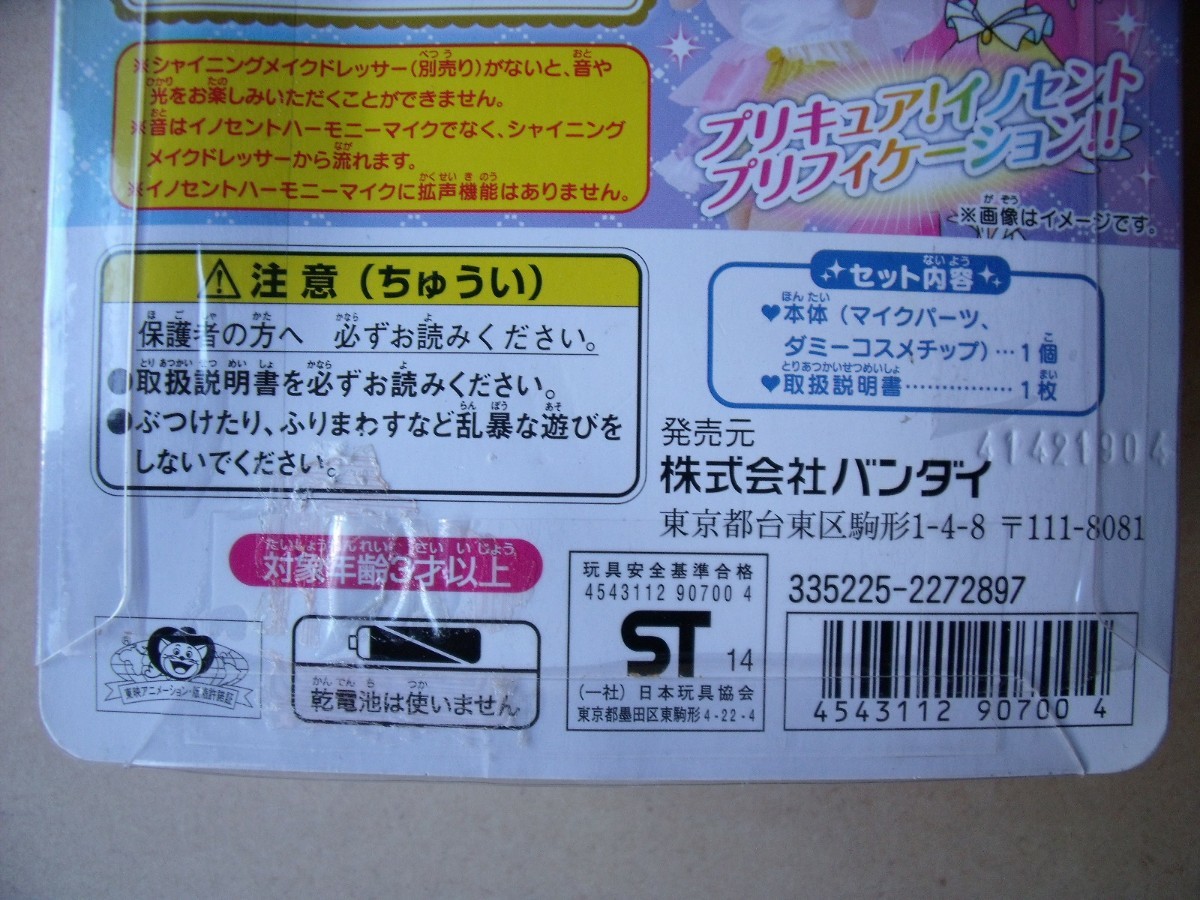 ※シャイニングメイクドレッサー(別売り)がないと、音や
光をお楽しみいただくことができません。
※音はイノセントハーモニーマイクでなく、シャイニング
メイクドレッサーから流れます。
※イノセントハーモニーマイクに拡声機能はありません。
プリキュア!イノセント
プリフィケーション!!
※画像はイメージです。
注意(ちゅうい)
保護者の方へ 必ずお読みください。
●取扱説明書を必ずお読みください。
●ぶつけたり、ふりまわすなど乱暴な遊びを
しないでください。
セット内容
♥本体(マイクパーツ、
ダミーコスメチップ)…1個
♥取扱説明書……………1枚
発売元
株式会社バンダイ
41421904
東京都台東区駒形1-4-8 〒111-8081
対象年齢3才以上
東映アニメーション・版権許諾証
乾電池は使いません
玩具安全基準合格
4543112 90700 4
ST 14
(一社)日本玩具協会
東京都墨田区東駒形4-22-4
335225-2272897
4543112 90700 4